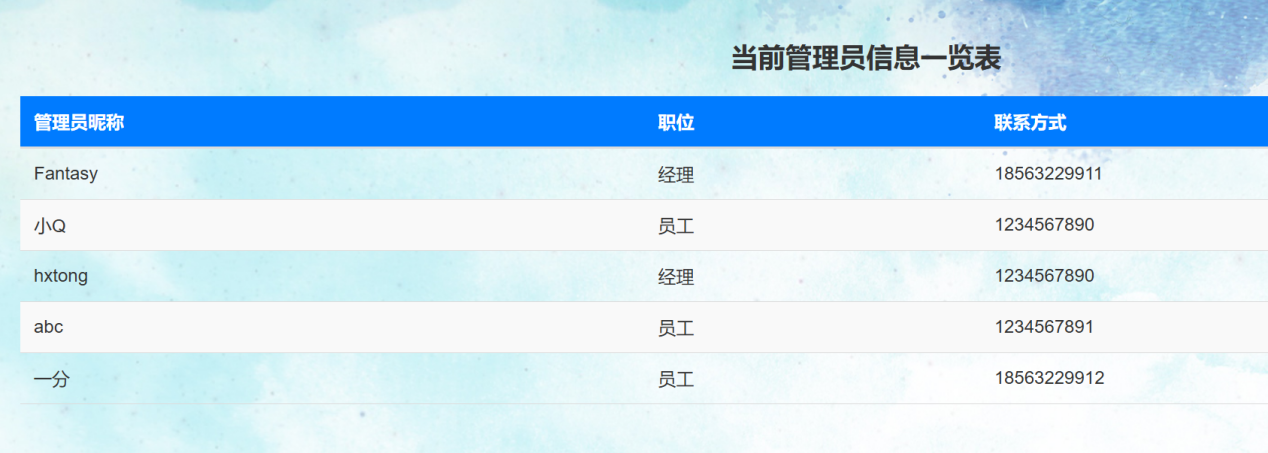 当前管理员信息一览表
管理员昵称 职位 联系方式
Fantasy 经理 18563229911
小Q 员工 1234567890
hxtong 经理 1234567890
abc 员工 1234567891
一分 员工 18563229912